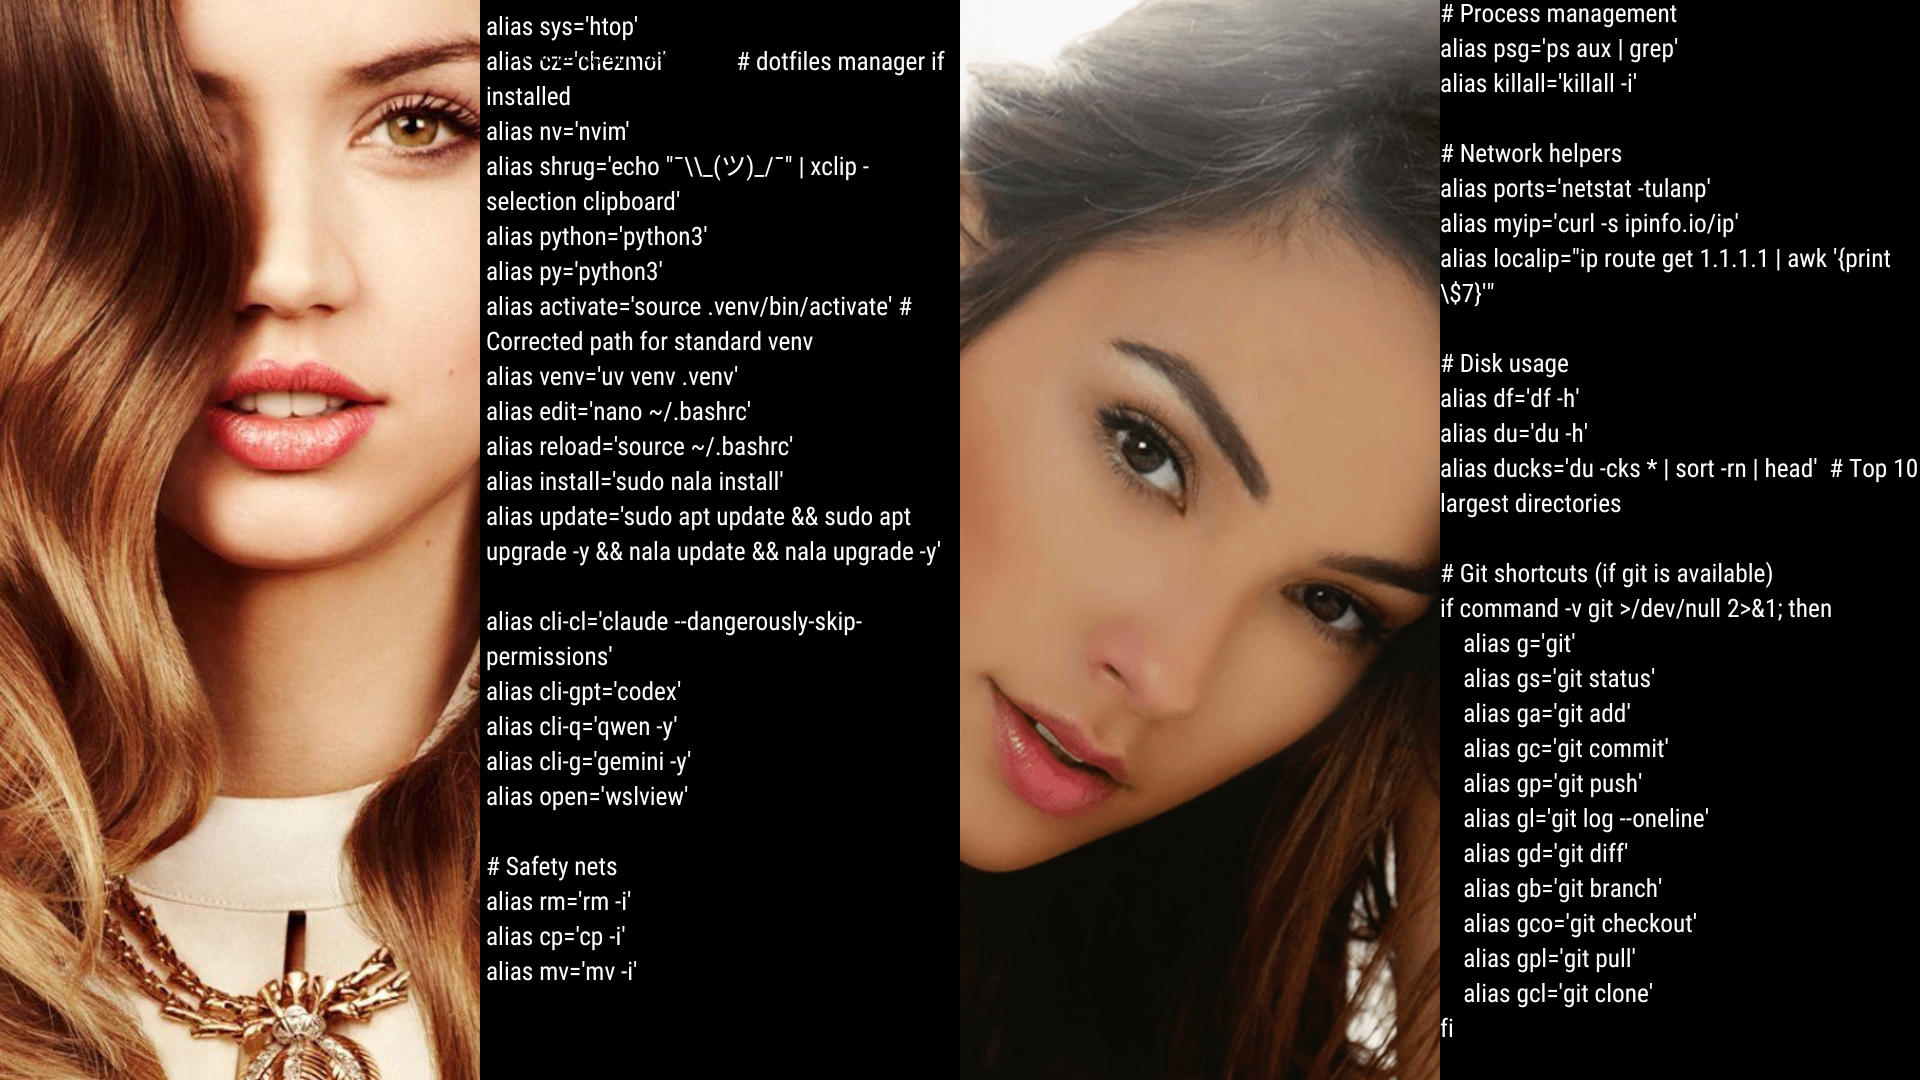 alias sys='htop'
alias cz='chezmoi' # dotfiles manager if
installed
alias nv='nvim'
alias shrug='echo "¯\\_(ツ)_/¯" | xclip -
selection clipboard'
alias python='python3'
alias py='python3'
alias activate='source .venv/bin/activate' #
Corrected path for standard venv
alias venv='uv venv .venv'
alias edit='nano ~/.bashrc'
alias reload='source ~/.bashrc'
alias install='sudo nala install'
alias update='sudo apt update && sudo apt
upgrade -y && nala update && nala upgrade -y'
alias cli-cl='claude --dangerously-skip-
permissions'
alias cli-gpt='codex'
alias cli-q='qwen -y'
alias cli-g='gemini -y'
alias open='wslview'
# Safety nets
alias rm='rm -i'
alias cp='cp -i'
alias mv='mv -i'
# Process management
alias psg='ps aux | grep'
alias killall='killall -i'
# Network helpers
alias ports='netstat -tulanp'
alias myip='curl -s ipinfo.io/ip'
alias localip="ip route get 1.1.1.1 | awk '{print
\$7}'"
# Disk usage
alias df='df -h'
alias du='du -h'
alias ducks='du -cks * | sort -rn | head' # Top 10
largest directories
# Git shortcuts (if git is available)
if command -v git >/dev/null 2>&1; then
alias g='git'
alias gs='git status'
alias ga='git add'
alias gc='git commit'
alias gp='git push'
alias gl='git log --oneline'
alias gd='git diff'
alias gb='git branch'
alias gco='git checkout'
alias gpl='git pull'
alias gcl='git clone'
fi